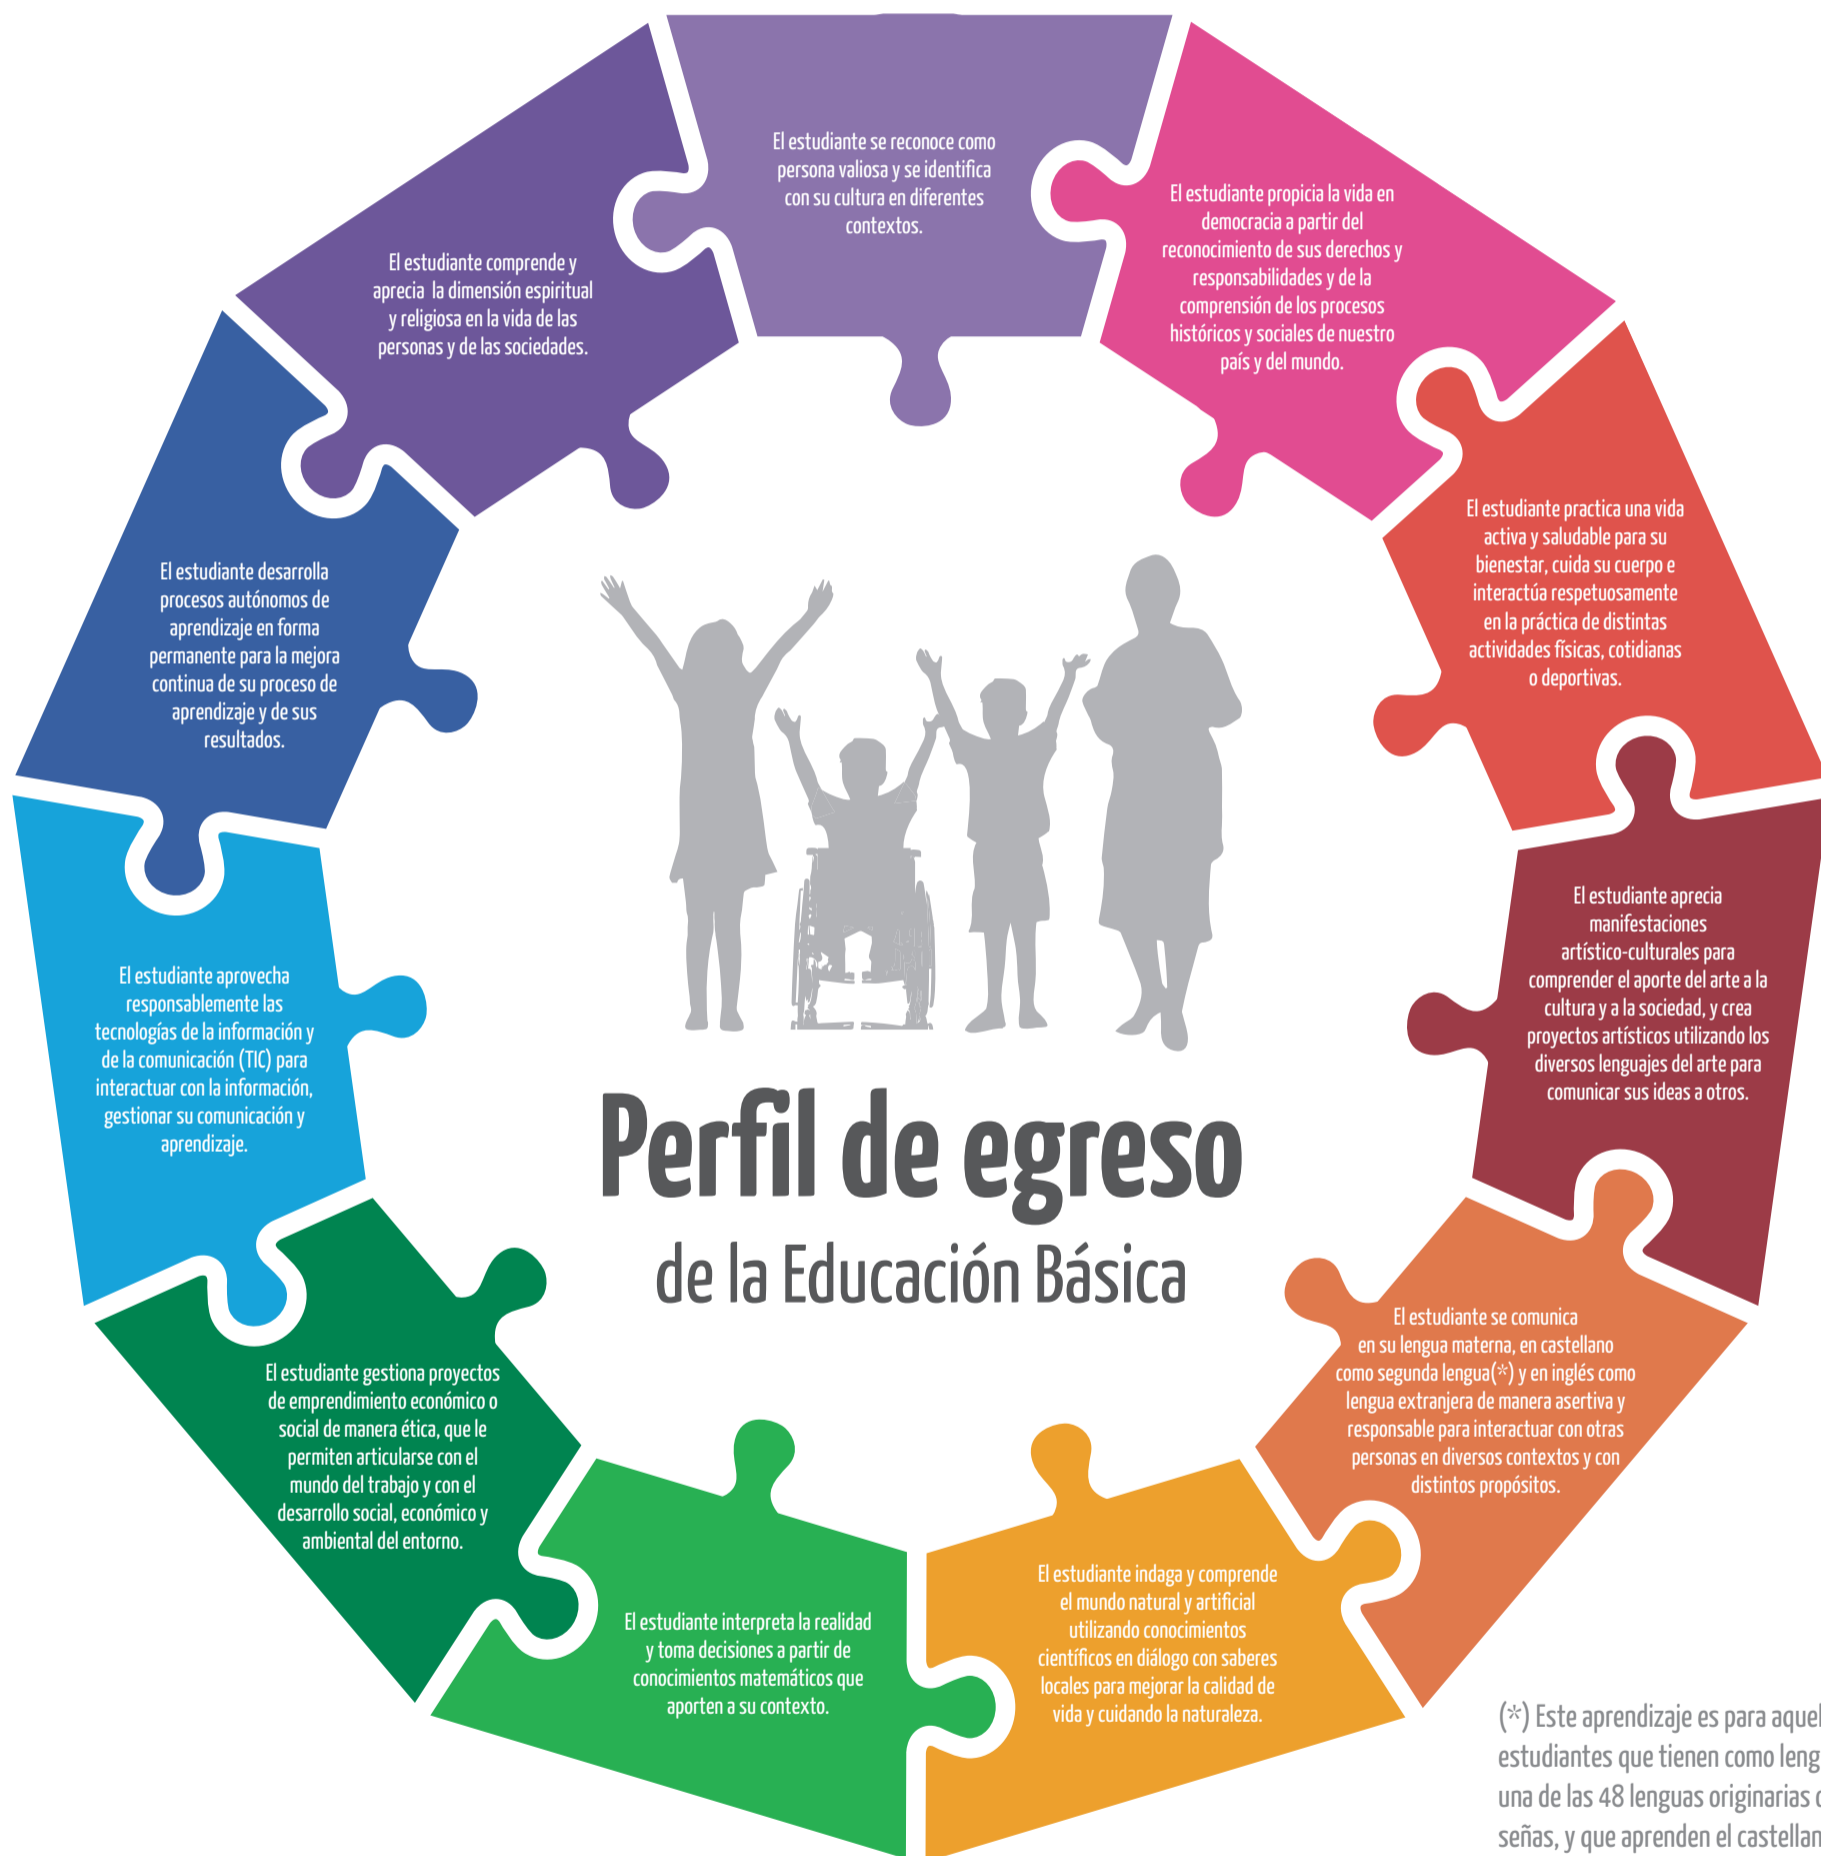 El estudiante se reconoce como
persona valiosa y se identifica
con su cultura en diferentes
contextos.
El estudiante propicia la vida en
democracia a partir del
reconocimiento de sus derechos y
responsabilidades y de la
comprensión de los procesos
históricos y sociales de nuestro
país y del mundo.
El estudiante practica una vida
activa y saludable para su
bienestar, cuida su cuerpo e
interactúa respetuosamente
en la práctica de distintas
actividades físicas, cotidianas
o deportivas.
El estudiante aprecia
manifestaciones
artístico-culturales para
comprender el aporte del arte a la
cultura y a la sociedad, y crea
proyectos artísticos utilizando los
diversos lenguajes del arte para
comunicar sus ideas a otros.
El estudiante se comunica
en su lengua materna, en castellano
como segunda lengua(*) y en inglés como
lengua extranjera de manera asertiva y
responsable para interactuar con otras
personas en diversos contextos y con
distintos propósitos.
El estudiante indaga y comprende
el mundo natural y artificial
utilizando conocimientos
científicos en diálogo con saberes
locales para mejorar la calidad de
vida y cuidando la naturaleza.
El estudiante interpreta la realidad
y toma decisiones a partir de
conocimientos matemáticos que
aporten a su contexto.
El estudiante gestiona proyectos
de emprendimiento económico o
social de manera ética, que le
permiten articularse con el
mundo del trabajo y con el
desarrollo social, económico y
ambiental del entorno.
El estudiante aprovecha
responsablemente las
tecnologías de la información y
de la comunicación (TIC) para
interactuar con la información,
gestionar su comunicación y
aprendizaje.
El estudiante desarrolla
procesos autónomos de
aprendizaje en forma
permanente para la mejora
continua de su proceso de
aprendizaje y de sus
resultados.
El estudiante comprende y
aprecia la dimensión espiritual
y religiosa en la vida de las
personas y de las sociedades.
Perfil de egreso
de la Educación Básica
(*) Este aprendizaje es para
estudiantes que tienen como
una de las 48 lenguas originarias
señas, y que aprenden el